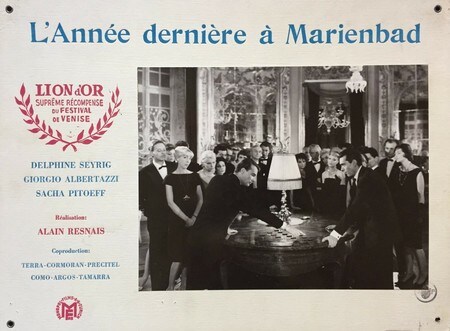 L'Année dernière à Marienbad
LION d'OR
SUPRÊME RÉCOMPENSE
DU FESTIVAL
DE VENISE
DELPHINE SEYRIG
GIORGIO ALBERTAZZI
SACHA PITOEFF
Réalisation:
ALAIN RESNAIS
Coproduction:
TERRA-CORMORAN-PRECITEL
COMO-ARGOS-TAMARA